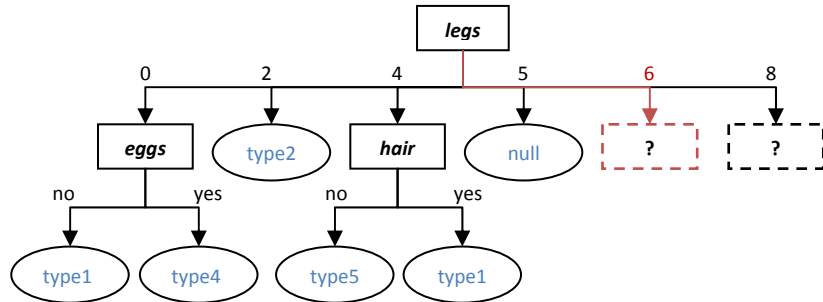 legs
0 2 4 5 6 8
eggs type2 hair null ? ?
no yes no yes
type1 type4 type5 type1